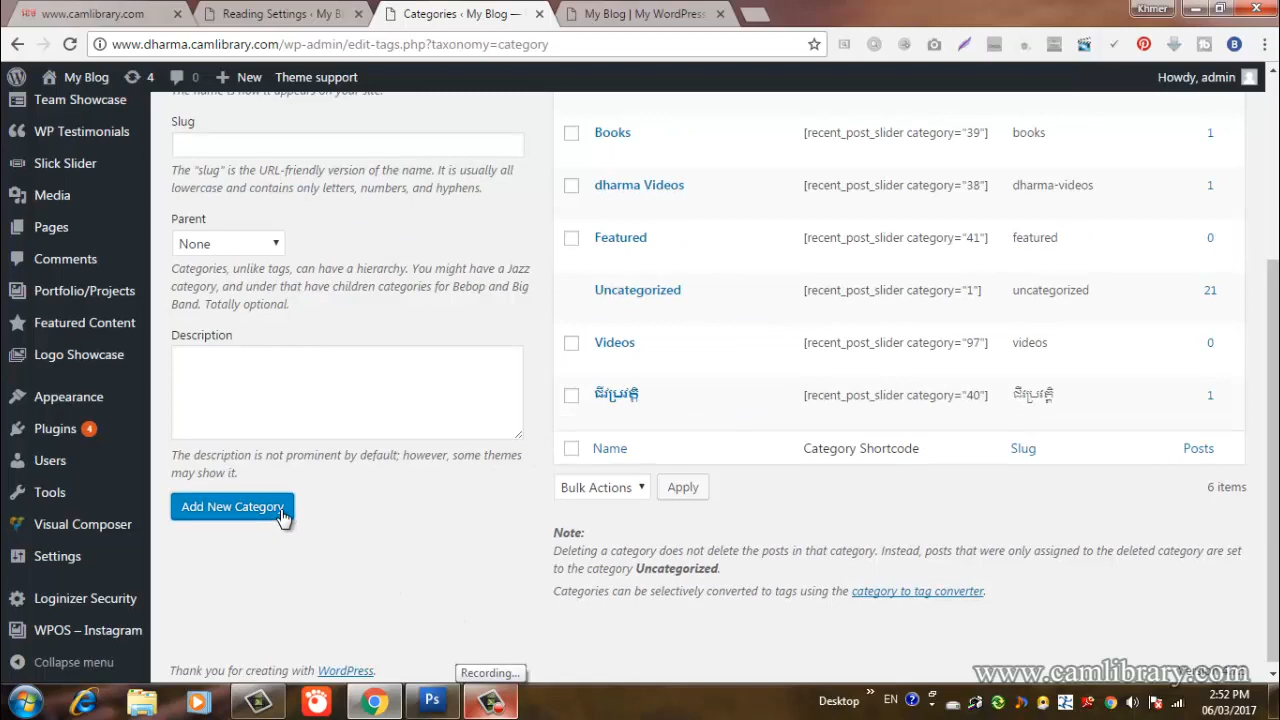 www.camlibrary.com
Reading Settings ‹ My B
Categories ‹ My Blog —
My Blog | My WordPress
Khmer
www.dharma.camlibrary.com/wp-admin/edit-tags.php?taxonomy=category
My Blog 4 0 New Theme support Howdy, admin
Team Showcase
WP Testimonials
Slick Slider
Media
Pages
Comments
Portfolio/Projects
Featured Content
Logo Showcase
Appearance
Plugins 4
Users
Tools
Visual Composer
Settings
Loginizer Security
WPOS – Instagram
Collapse menu
The name is how it appears on your site.
Slug
The "slug" is the URL-friendly version of the name. It is usually all
lowercase and contains only letters, numbers, and hyphens.
Parent
None
Categories, unlike tags, can have a hierarchy. You might have a Jazz
category, and under that have children categories for Bebop and Big
Band. Totally optional.
Description
The description is not prominent by default; however, some themes
may show it.
Add New Category
Books [recent_post_slider category="39"] books 1
dharma Videos [recent_post_slider category="38"] dharma-videos 1
Featured [recent_post_slider category="41"] featured 0
Uncategorized [recent_post_slider category="1"] uncategorized 21
Videos [recent_post_slider category="97"] videos 0
ជីវប្រវត្តិ [recent_post_slider category="40"] ជីវប្រវត្តិ 1
Name Category Shortcode Slug Posts
Bulk Actions Apply 6 items
Note:
Deleting a category does not delete the posts in that category. Instead, posts that were only assigned to the deleted category are set
to the category Uncategorized.
Categories can be selectively converted to tags using the category to tag converter.
Thank you for creating with WordPress.
Recording...
www.camlibrary.com
Desktop EN 2:52 PM
06/03/2017